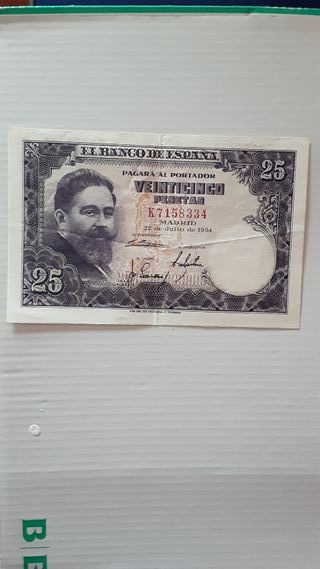 EL BANCO DE ESPAÑA
25
PAGARÁ AL PORTADOR
VEINTICINCO
PESETAS
K7158334
MADRID
22 de Julio de 1954
25
B